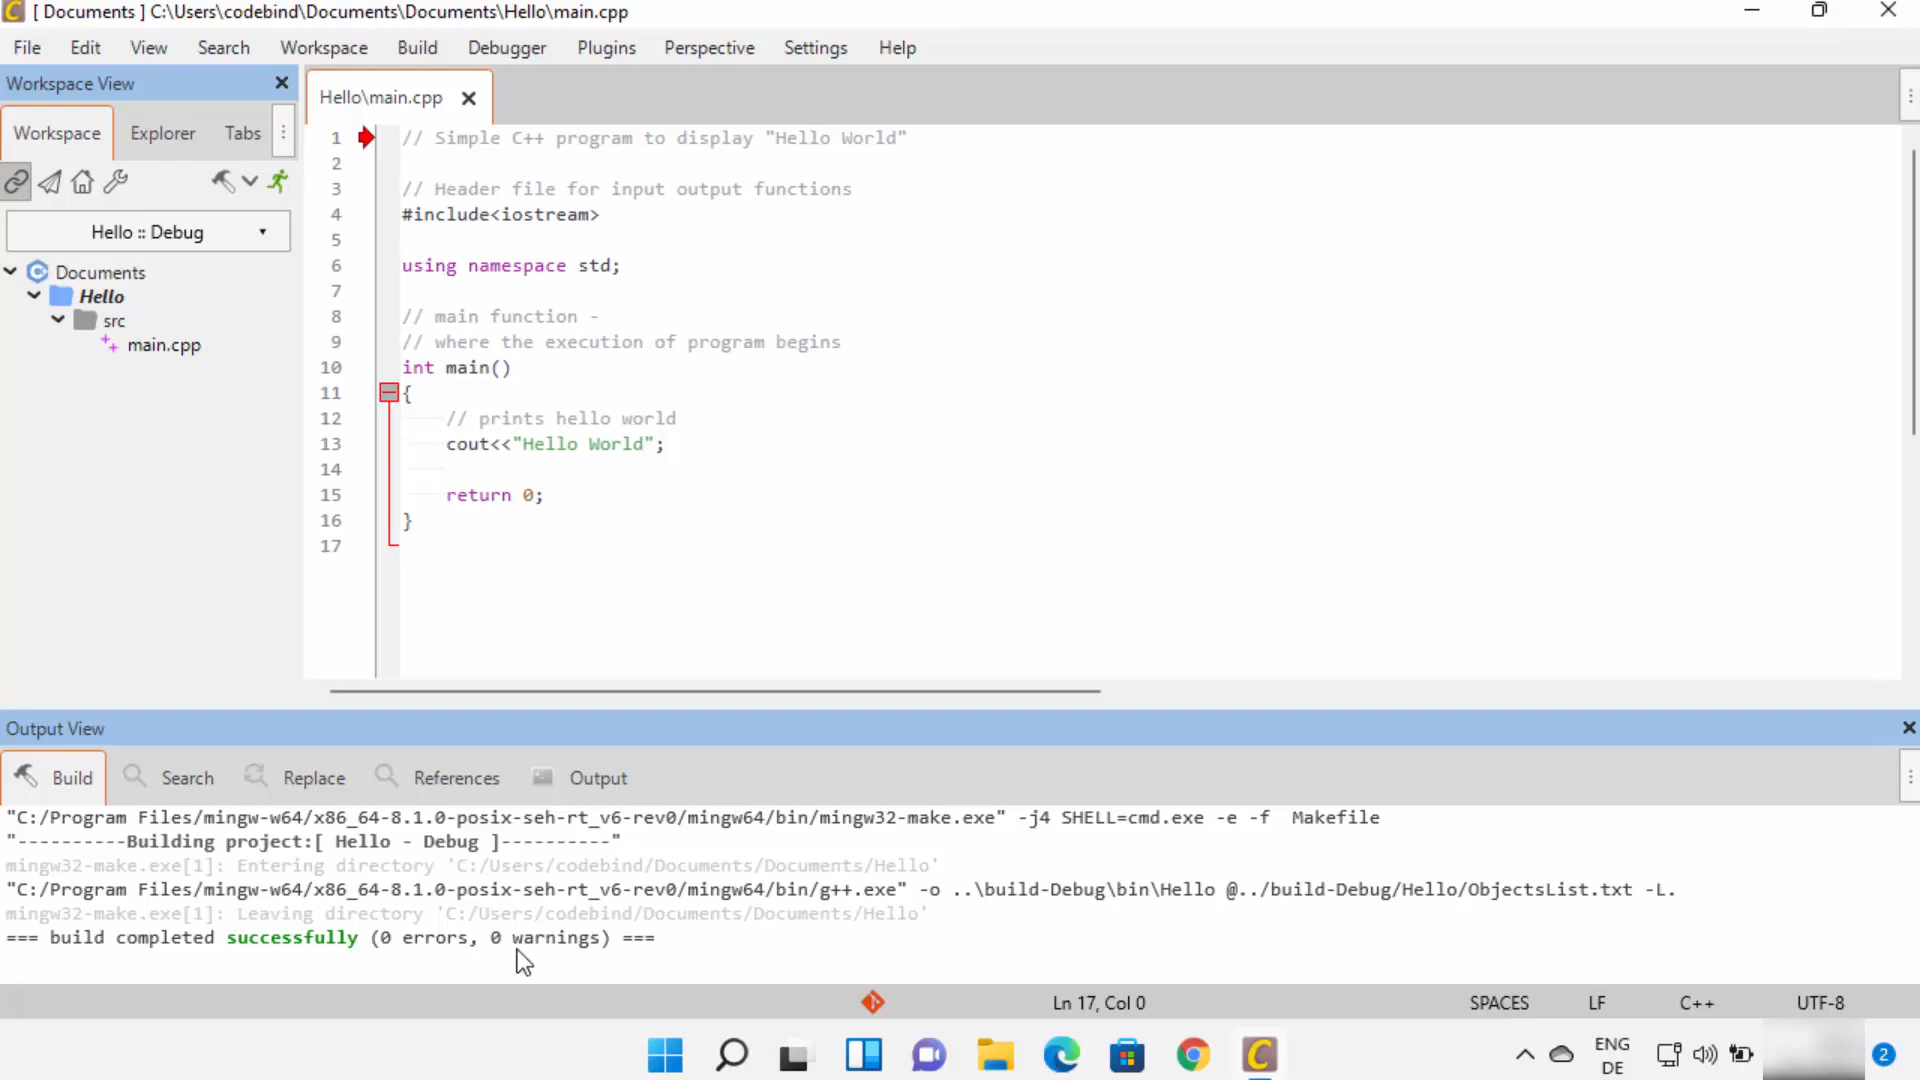 [ Documents ] C:\Users\codebind\Documents\Documents\Hello\main.cpp
File Edit View Search Workspace Build Debugger Plugins Perspective Settings Help
Workspace View
Workspace Explorer Tabs
Hello :: Debug
Documents
Hello
src
main.cpp
Hello\main.cpp
1 // Simple C++ program to display "Hello World"
2
3 // Header file for input output functions
4 #include<iostream>
5
6 using namespace std;
7
8 // main function -
9 // where the execution of program begins
10 int main()
11 {
12 // prints hello world
13 cout<<"Hello World";
14
15 return 0;
16 }
17
Output View
Build Search Replace References Output
"C:/Program Files/mingw-w64/x86_64-8.1.0-posix-seh-rt_v6-rev0/mingw64/bin/mingw32-make.exe" -j4 SHELL=cmd.exe -e -f  Makefile
"----------Building project:[ Hello - Debug ]----------"
mingw32-make.exe[1]: Entering directory 'C:/Users/codebind/Documents/Documents/Hello'
"C:/Program Files/mingw-w64/x86_64-8.1.0-posix-seh-rt_v6-rev0/mingw64/bin/g++.exe" -o ..\build-Debug\bin\Hello @../build-Debug/Hello/ObjectsList.txt -L.
mingw32-make.exe[1]: Leaving directory 'C:/Users/codebind/Documents/Documents/Hello'
=== build completed successfully (0 errors, 0 warnings) ===
Ln 17, Col 0 SPACES LF C++ UTF-8
ENG
DE
2